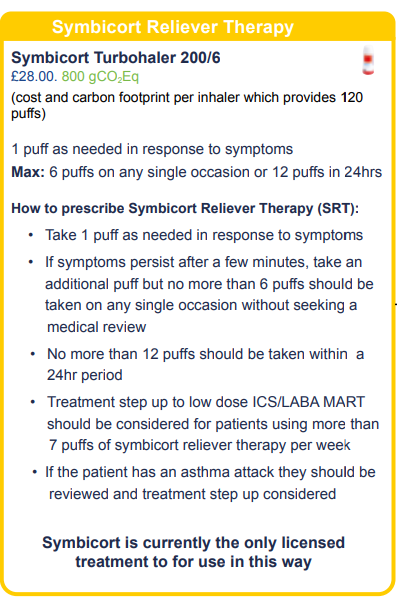 Symbicort Reliever Therapy
Symbicort Turbohaler 200/6
£28.00. 800 gCO₂Eq
(cost and carbon footprint per inhaler which provides 120
puffs)
1 puff as needed in response to symptoms
Max: 6 puffs on any single occasion or 12 puffs in 24hrs
How to prescribe Symbicort Reliever Therapy (SRT):
• Take 1 puff as needed in response to symptoms
• If symptoms persist after a few minutes, take an
additional puff but no more than 6 puffs should be
taken on any single occasion without seeking a
medical review
• No more than 12 puffs should be taken within a
24hr period
• Treatment step up to low dose ICS/LABA MART
should be considered for patients using more than
7 puffs of symbicort reliever therapy per week
• If the patient has an asthma attack they should be
reviewed and treatment step up considered
Symbicort is currently the only licensed
treatment to for use in this way